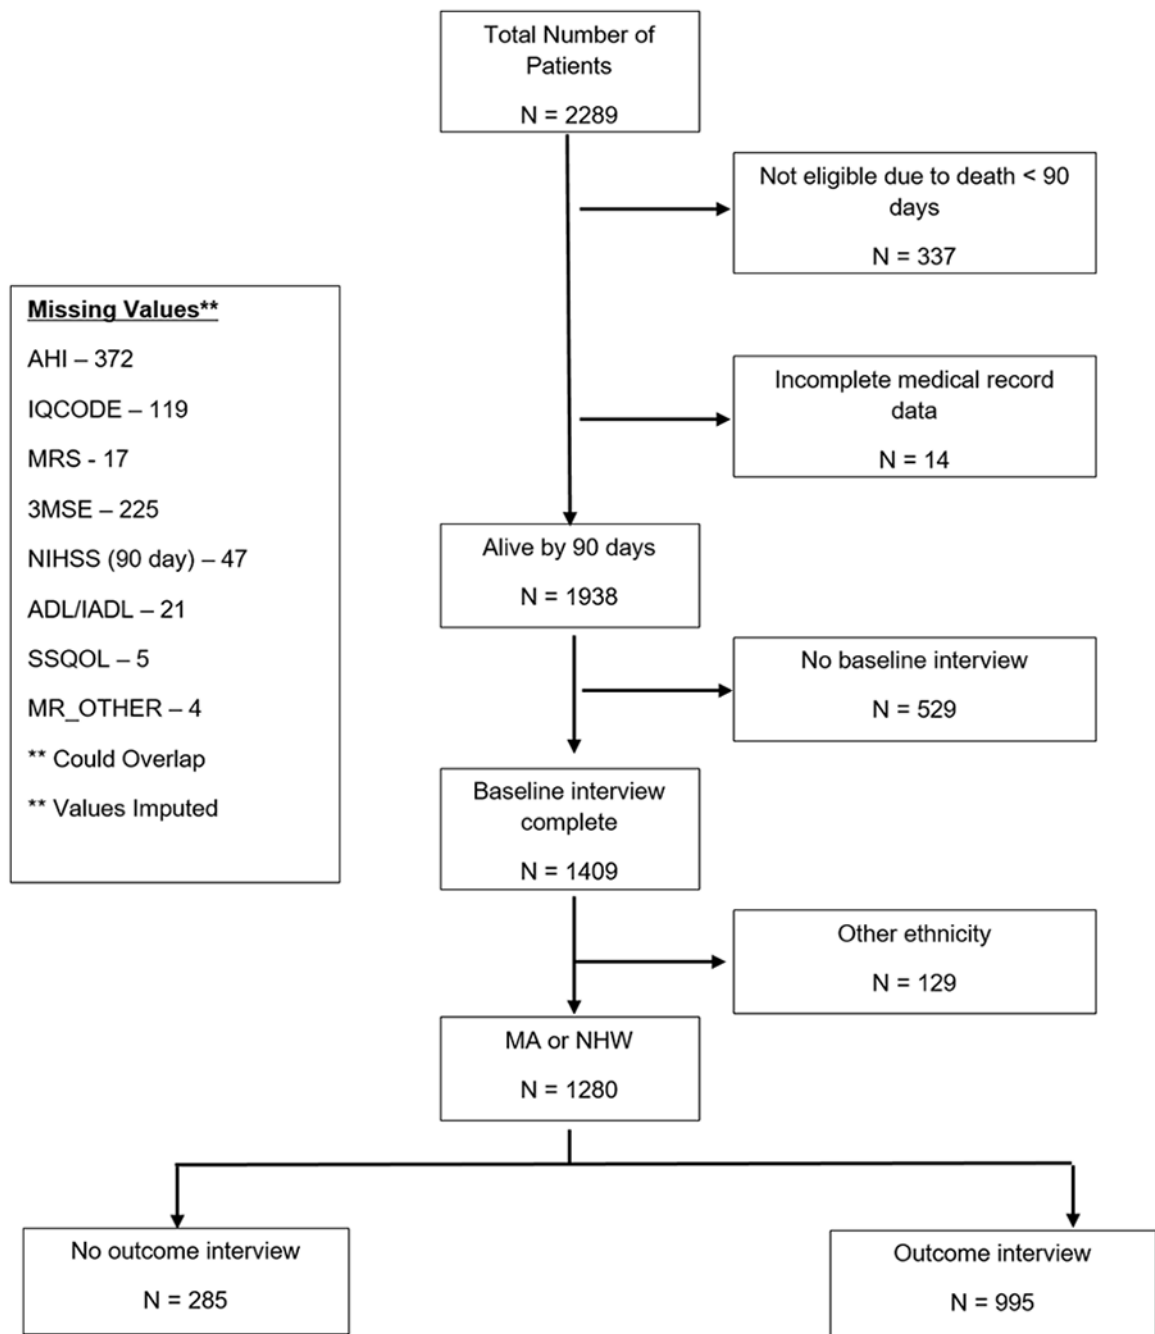 Total Number of
Patients
N = 2289
Not eligible due to death < 90
days
N = 337
Missing Values**
AHI – 372
IQCODE – 119
MRS - 17
3MSE – 225
NIHSS (90 day) – 47
ADL/IADL – 21
SSQOL – 5
MR_OTHER – 4
** Could Overlap
** Values Imputed
Incomplete medical record
data
N = 14
Alive by 90 days
N = 1938
No baseline interview
N = 529
Baseline interview
complete
N = 1409
Other ethnicity
N = 129
MA or NHW
N = 1280
No outcome interview
N = 285
Outcome interview
N = 995